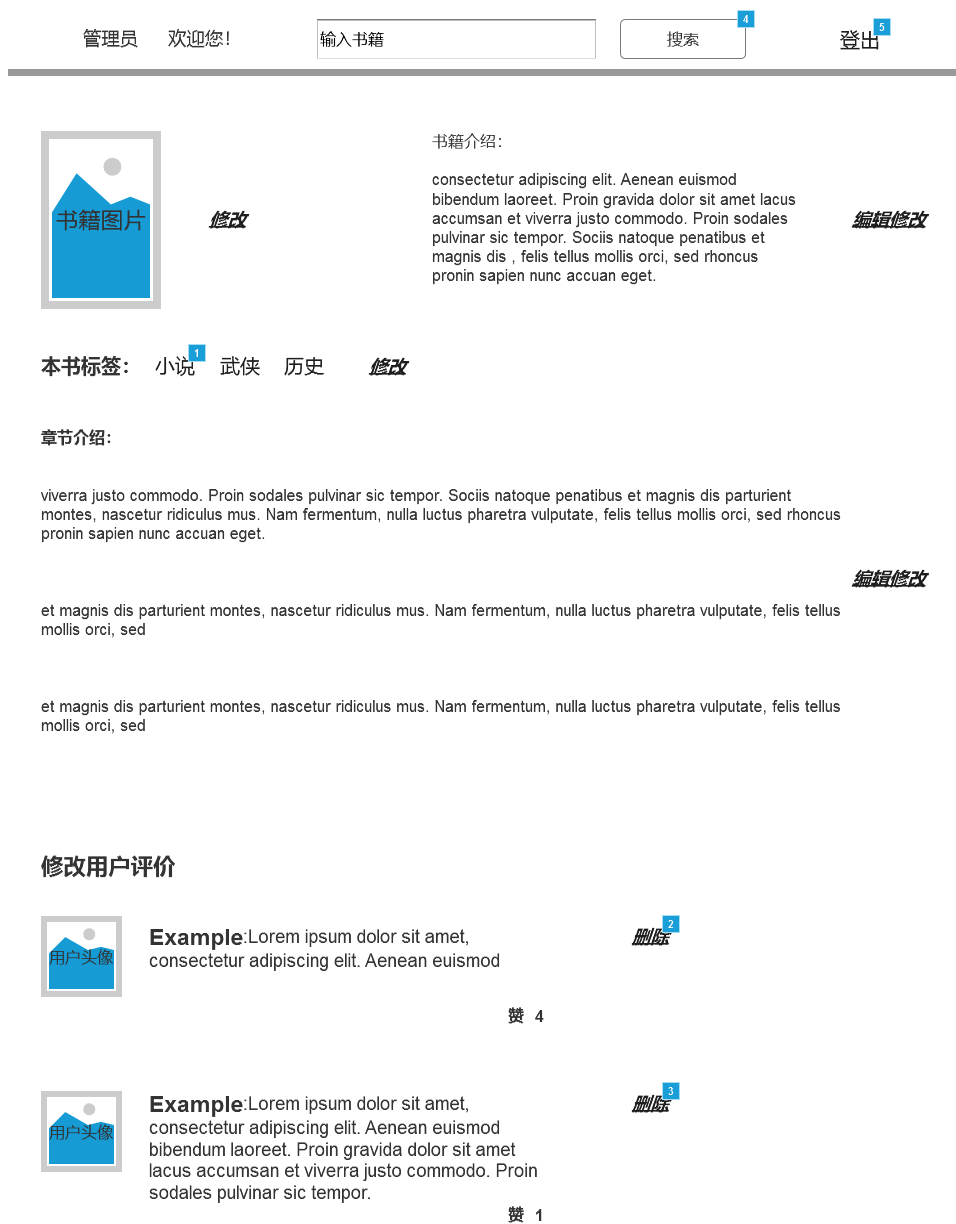 管理员 欢迎您! 输入书籍 搜索 4 登出 5
书籍介绍：
consectetur adipiscing elit. Aenean euismod
bibendum laoreet. Proin gravida dolor sit amet lacus
accumsan et viverra justo commodo. Proin sodales
pulvinar sic tempor. Sociis natoque penatibus et
magnis dis , felis tellus mollis orci, sed rhoncus
pronin sapien nunc accuan eget.
书籍图片 修改 编辑修改
本书标签： 小说 1 武侠 历史 修改
章节介绍：
viverra justo commodo. Proin sodales pulvinar sic tempor. Sociis natoque penatibus et magnis dis parturient
montes, nascetur ridiculus mus. Nam fermentum, nulla luctus pharetra vulputate, felis tellus mollis orci, sed rhoncus
pronin sapien nunc accuan eget.
编辑修改
et magnis dis parturient montes, nascetur ridiculus mus. Nam fermentum, nulla luctus pharetra vulputate, felis tellus
mollis orci, sed
et magnis dis parturient montes, nascetur ridiculus mus. Nam fermentum, nulla luctus pharetra vulputate, felis tellus
mollis orci, sed
修改用户评价
用户头像
Example:Lorem ipsum dolor sit amet,
consectetur adipiscing elit. Aenean euismod
删除 2
赞 4
用户头像
Example:Lorem ipsum dolor sit amet,
consectetur adipiscing elit. Aenean euismod
bibendum laoreet. Proin gravida dolor sit amet
lacus accumsan et viverra justo commodo. Proin
sodales pulvinar sic tempor.
删除 3
赞 1